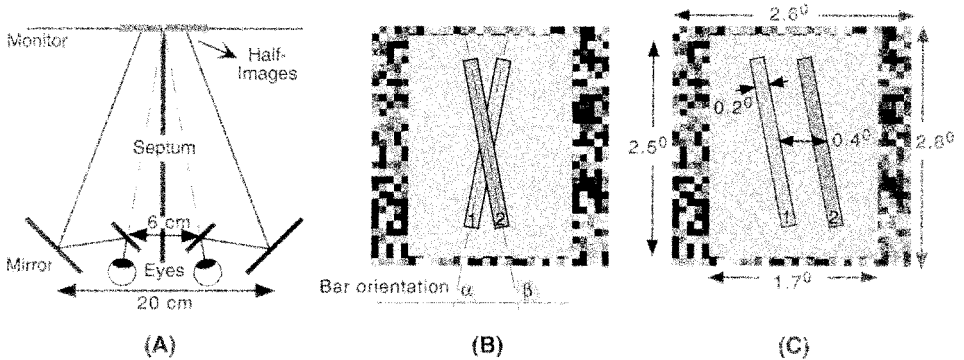 Monitor
Half-
Images
Septum
6 cm
Mirror
Eyes
20 cm
(A)
1 2
Bar orientation α β
(B)
2.6⁰
0.2⁰
2.5⁰
0.4⁰
2.8⁰
1 2
1.7⁰
(C)